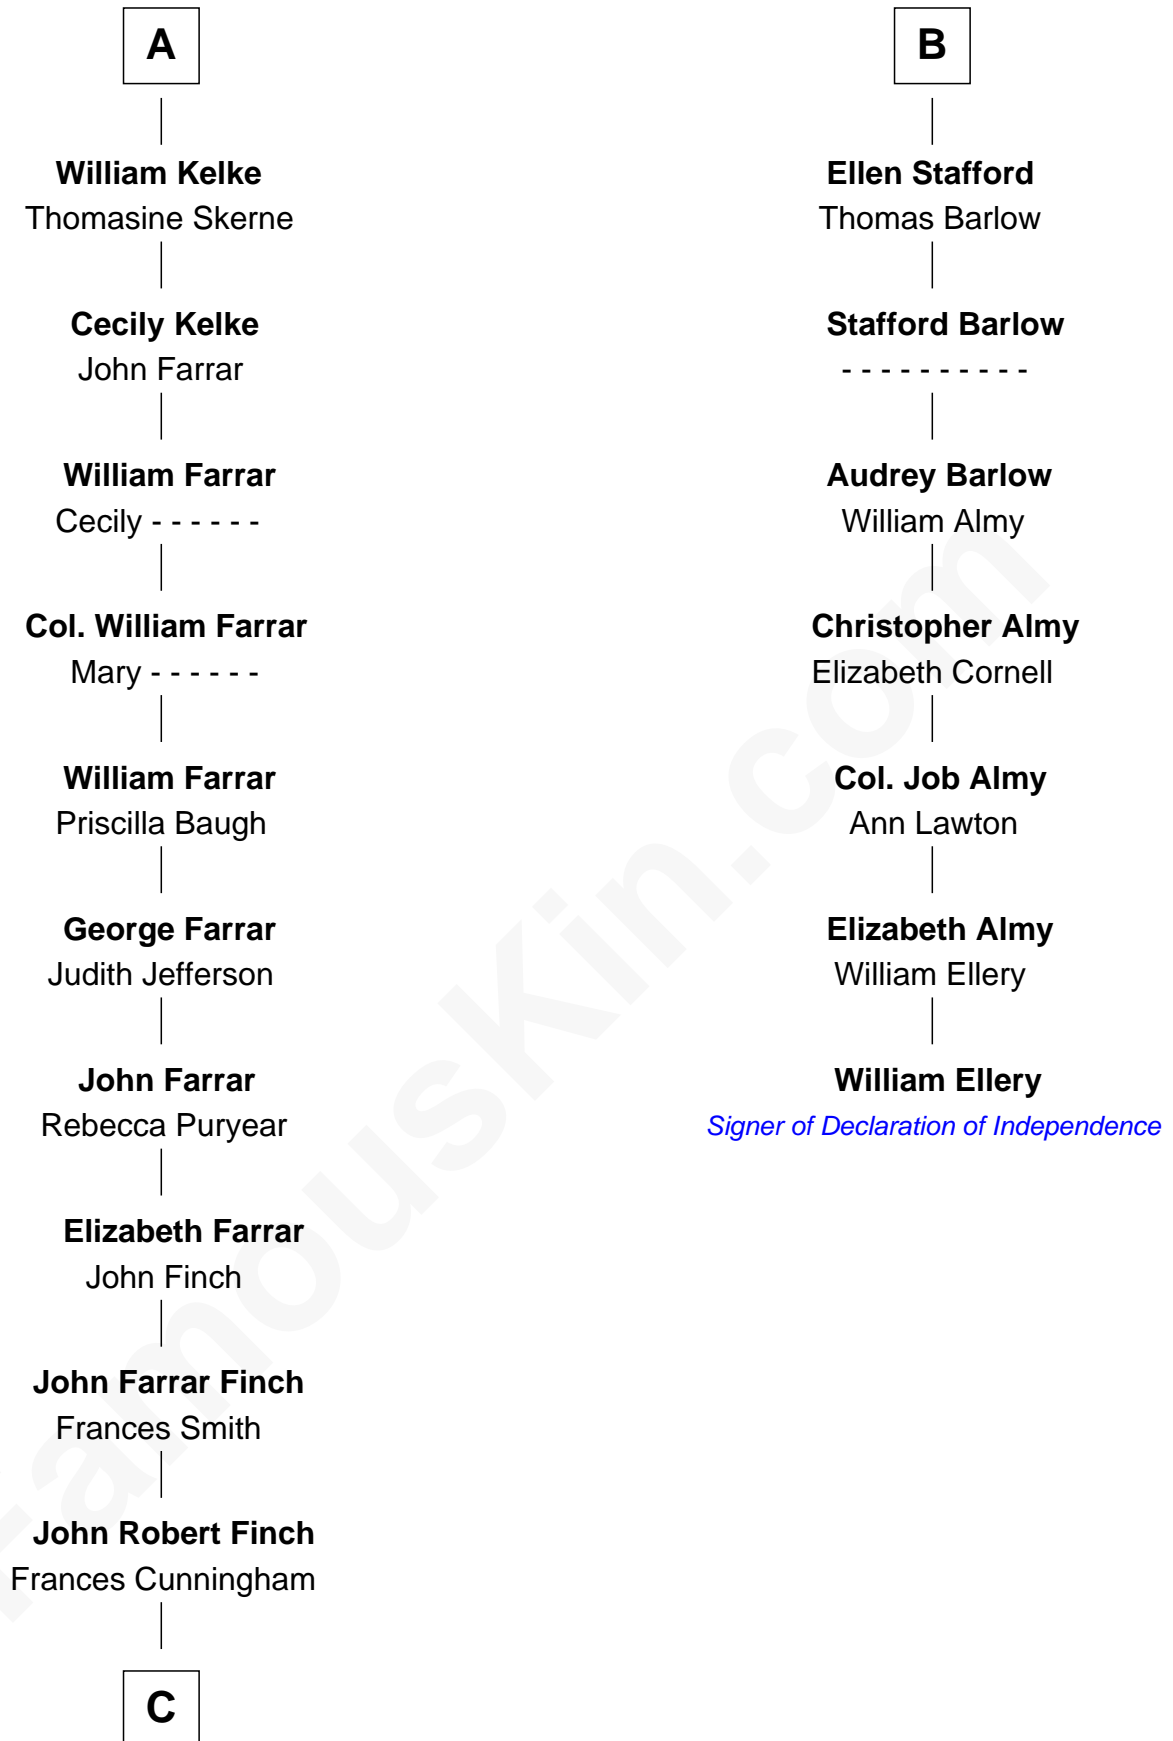 A
William Kelke
Thomasine Skerne
Cecily Kelke
John Farrar
William Farrar
Cecily - - - - - -
Col. William Farrar
Mary - - - - - -
William Farrar
Priscilla Baugh
George Farrar
Judith Jefferson
John Farrar
Rebecca Puryear
Elizabeth Farrar
John Finch
John Farrar Finch
Frances Smith
John Robert Finch
Frances Cunningham
C
B
Ellen Stafford
Thomas Barlow
Stafford Barlow
- - - - - - - - - -
Audrey Barlow
William Almy
Christopher Almy
Elizabeth Cornell
Col. Job Almy
Ann Lawton
Elizabeth Almy
William Ellery
William Ellery
Signer of Declaration of Independence
FamousKin.com